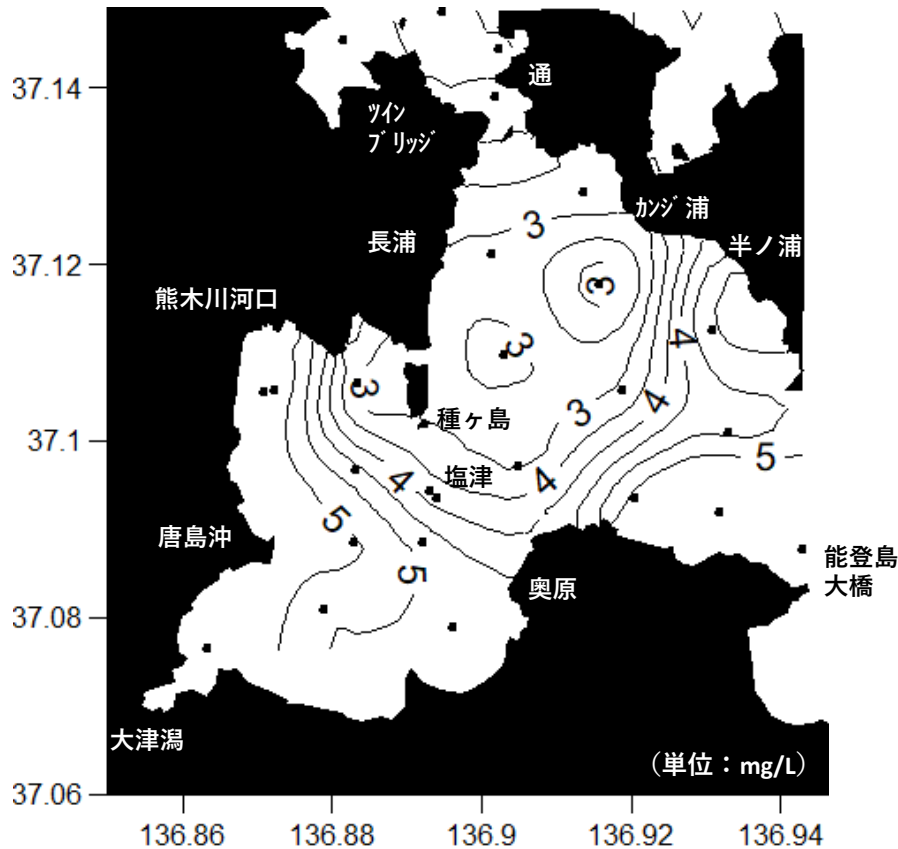 37.14
通
ﾂｲﾝ
ﾌﾞﾘｯｼﾞ
3
ｶﾝｼﾞ浦
長浦
半ノ浦
37.12
熊木川河口
3
3
4
3
4
3
種ヶ島
37.1
5
4
塩津
4
5
唐島沖
能登島
大橋
5
奥原
37.08
大津潟
（単位：mg/L）
37.06
136.86
136.88
136.9
136.92
136.94